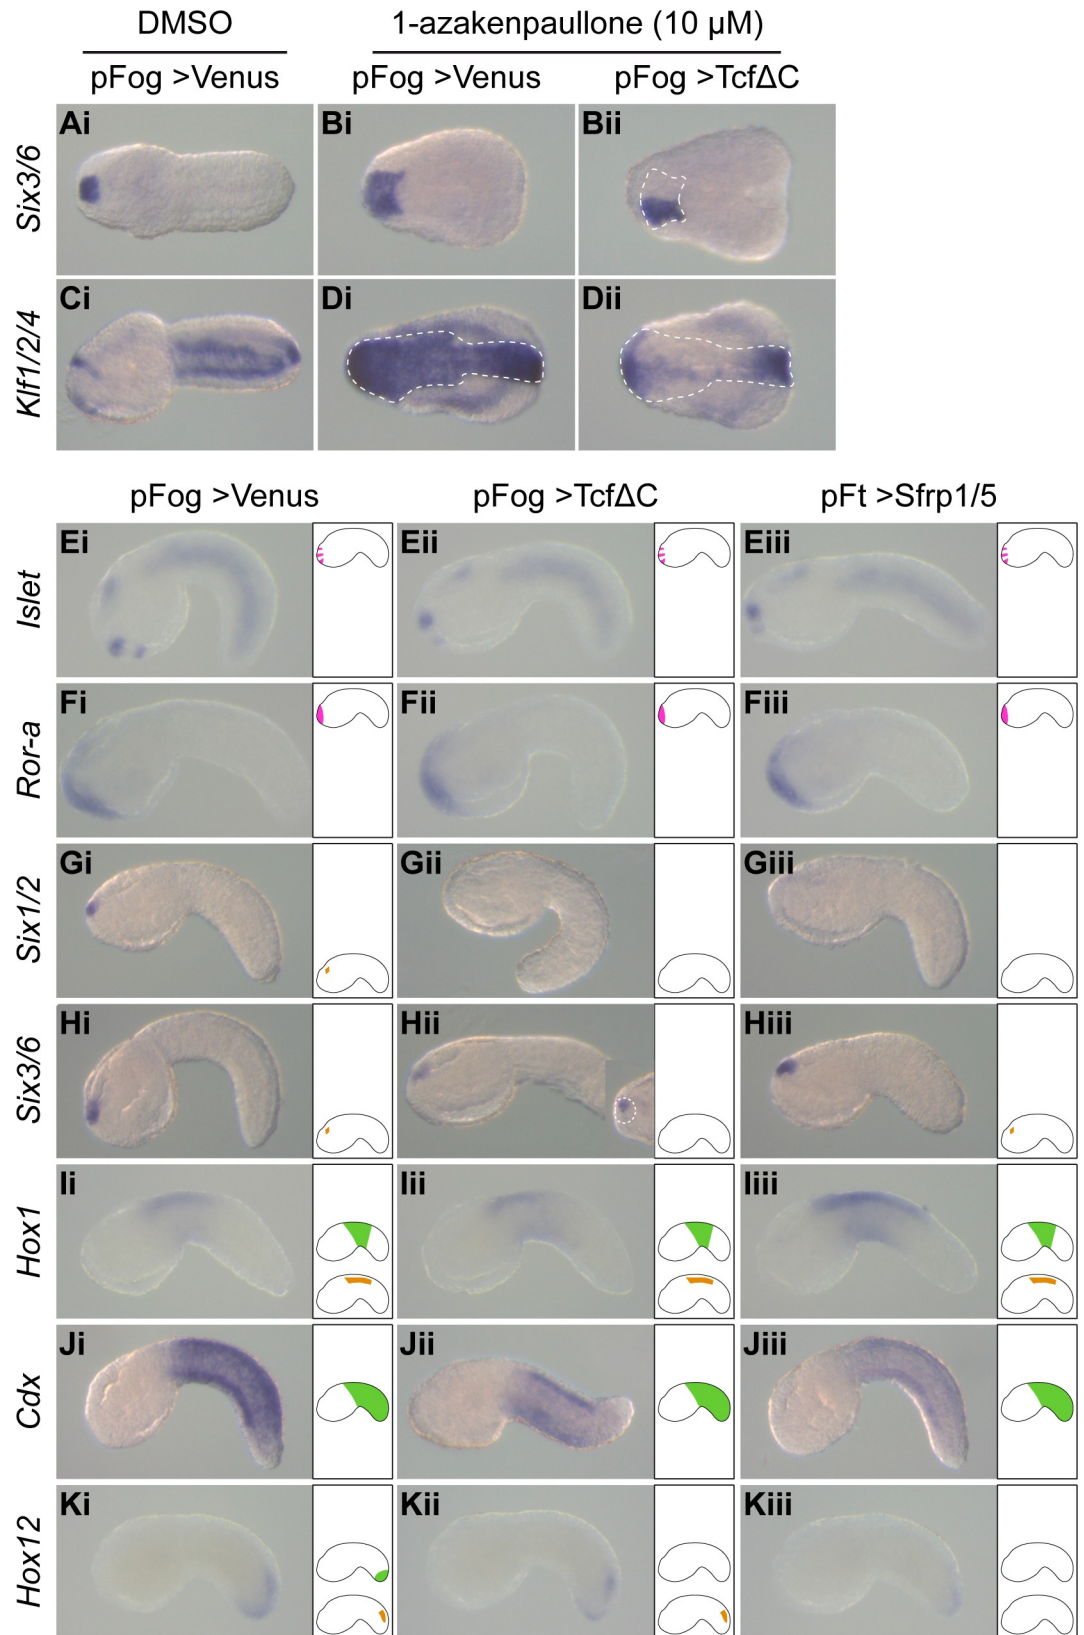 DMSO
1-azakenpaullone (10 µM)
pFog >Venus
pFog >Venus
pFog >TcfΔC
Six3/6
Ai
Bi
Bii
Klf1/2/4
Ci
Di
Dii
pFog >Venus
pFog >TcfΔC
pFt >Sfrp1/5
Islet
Ei
Eii
Eiii
Ror-a
Fi
Fii
Fiii
Six1/2
Gi
Gii
Giii
Six3/6
Hi
Hii
Hiii
Hox1
Ii
Iii
Iiii
Cdx
Ji
Jii
Jiii
Hox12
Ki
Kii
Kiii